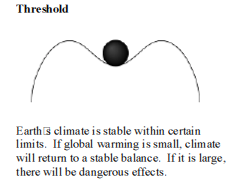 Threshold
Earth□s climate is stable within certain
limits. If global warming is small, climate
will return to a stable balance. If it is large,
there will be dangerous effects.